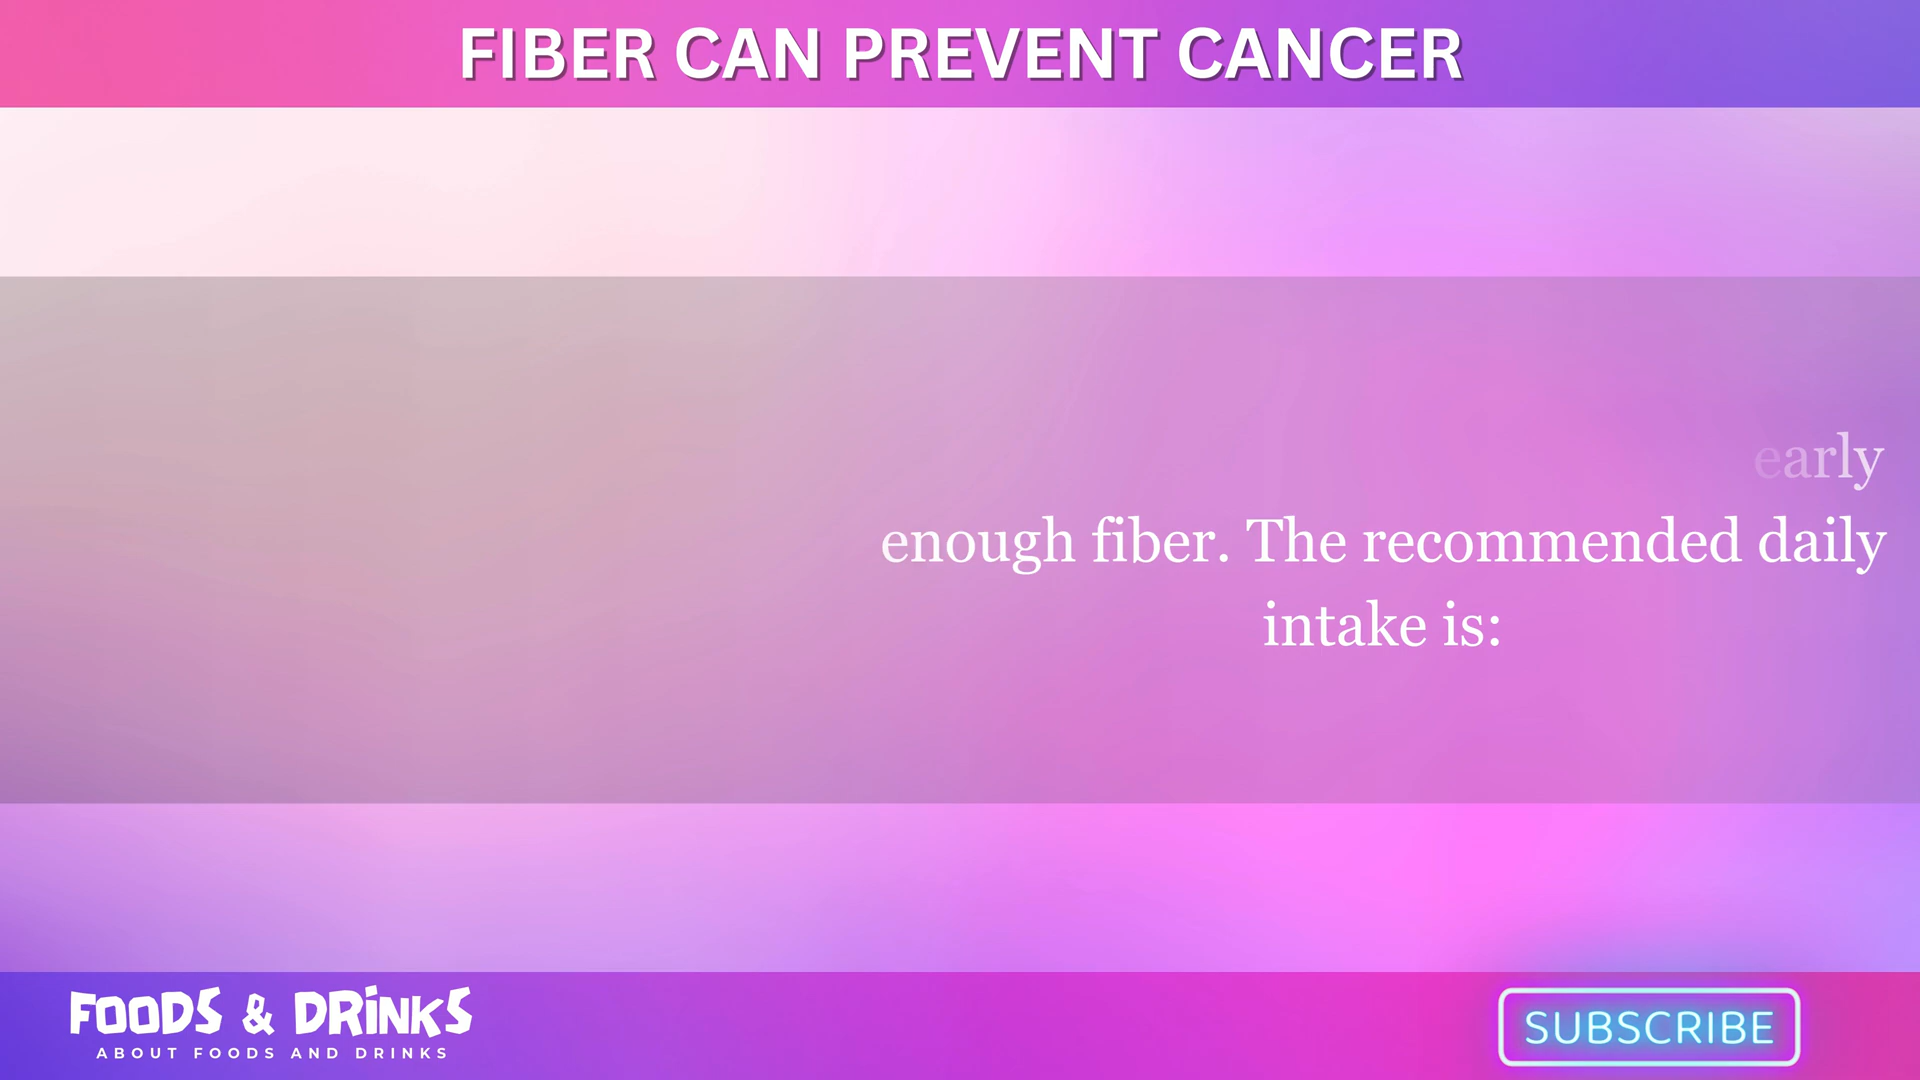 FIBER CAN PREVENT CANCER
early
enough fiber. The recommended daily
intake is:
FOODS & DRINKS
ABOUT FOODS AND DRINKS
SUBSCRIBE